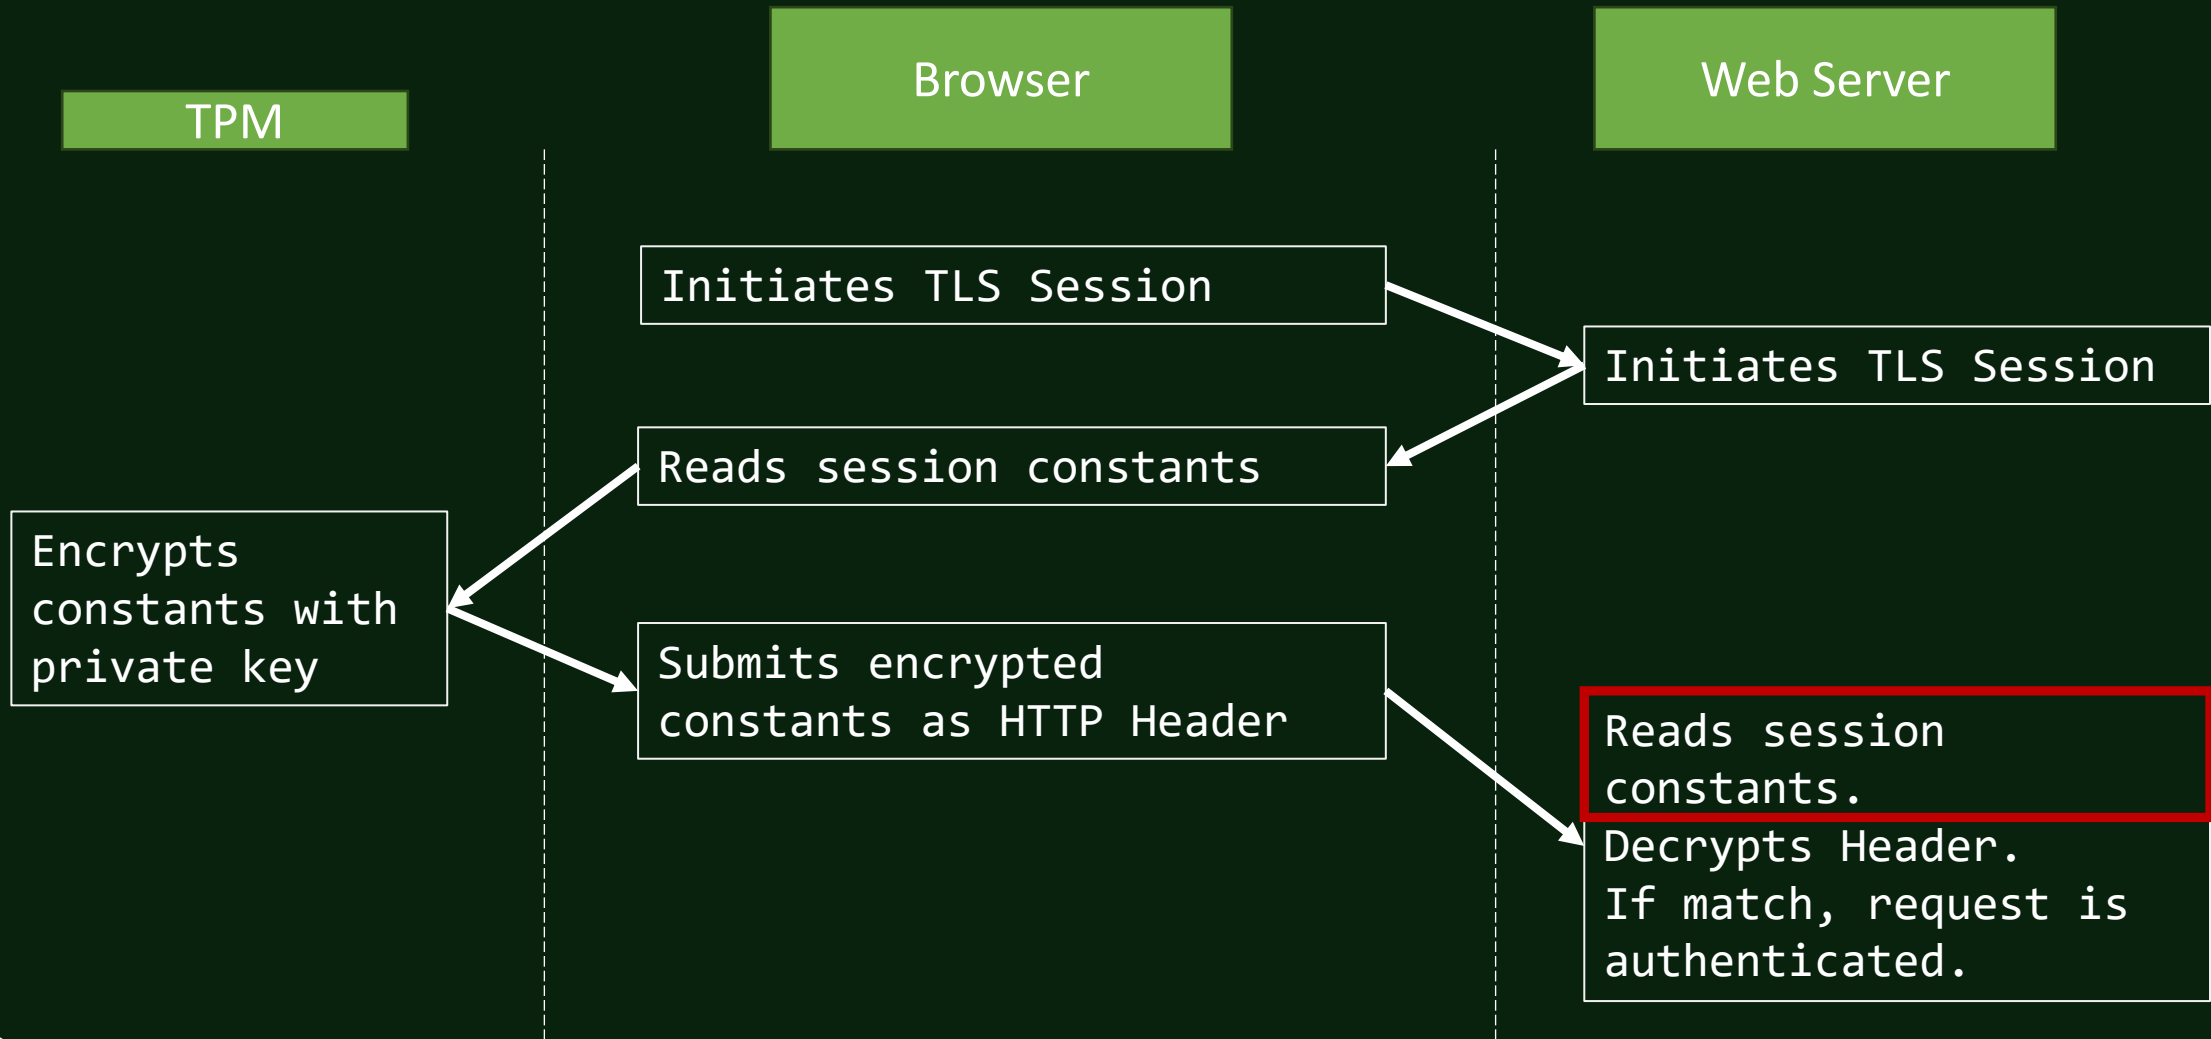 TPM
Browser
Web Server
Initiates TLS Session
Initiates TLS Session
Reads session constants
Encrypts
constants with
private key
Submits encrypted
constants as HTTP Header
Reads session
constants.
Decrypts Header.
If match, request is
authenticated.